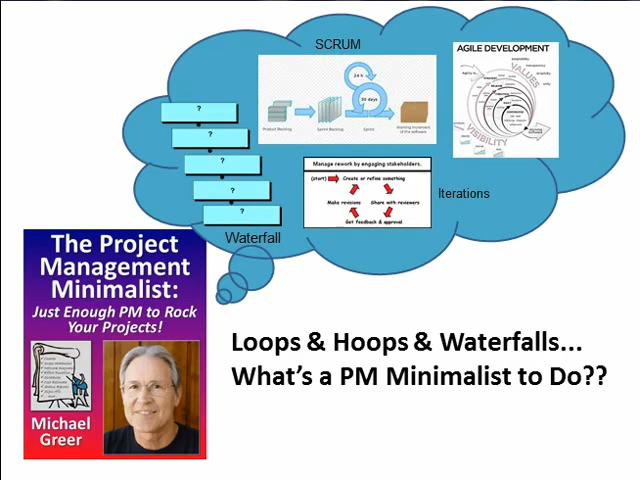 SCRUM
24 h
30 days
Product Backlog
Sprint Backlog
Sprint
Working increment
of the software
AGILE DEVELOPMENT
VALUES
VISIBILITY
?
?
?
?
?
Waterfall
Manage rework by engaging stakeholders.
(start)
Create or refine something
Make revisions
Share with reviewers
Get feedback & approval
Iterations
The Project
Management
Minimalist:
Just Enough PM to Rock
Your Projects!
Michael
Greer
Loops & Hoops & Waterfalls...
What's a PM Minimalist to Do??